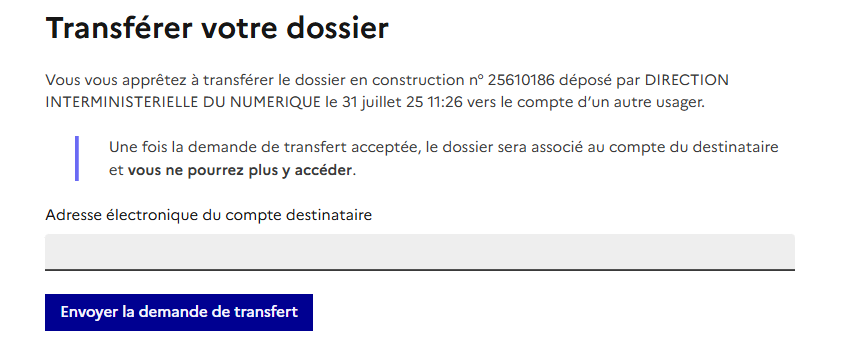 Transférer votre dossier
Vous vous apprêtez à transférer le dossier en construction n° 25610186 déposé par DIRECTION
INTERMINISTERIELLE DU NUMERIQUE le 31 juillet 25 11:26 vers le compte d’un autre usager.
Une fois la demande de transfert acceptée, le dossier sera associé au compte du destinataire
et vous ne pourrez plus y accéder.
Adresse électronique du compte destinataire
Envoyer la demande de transfert